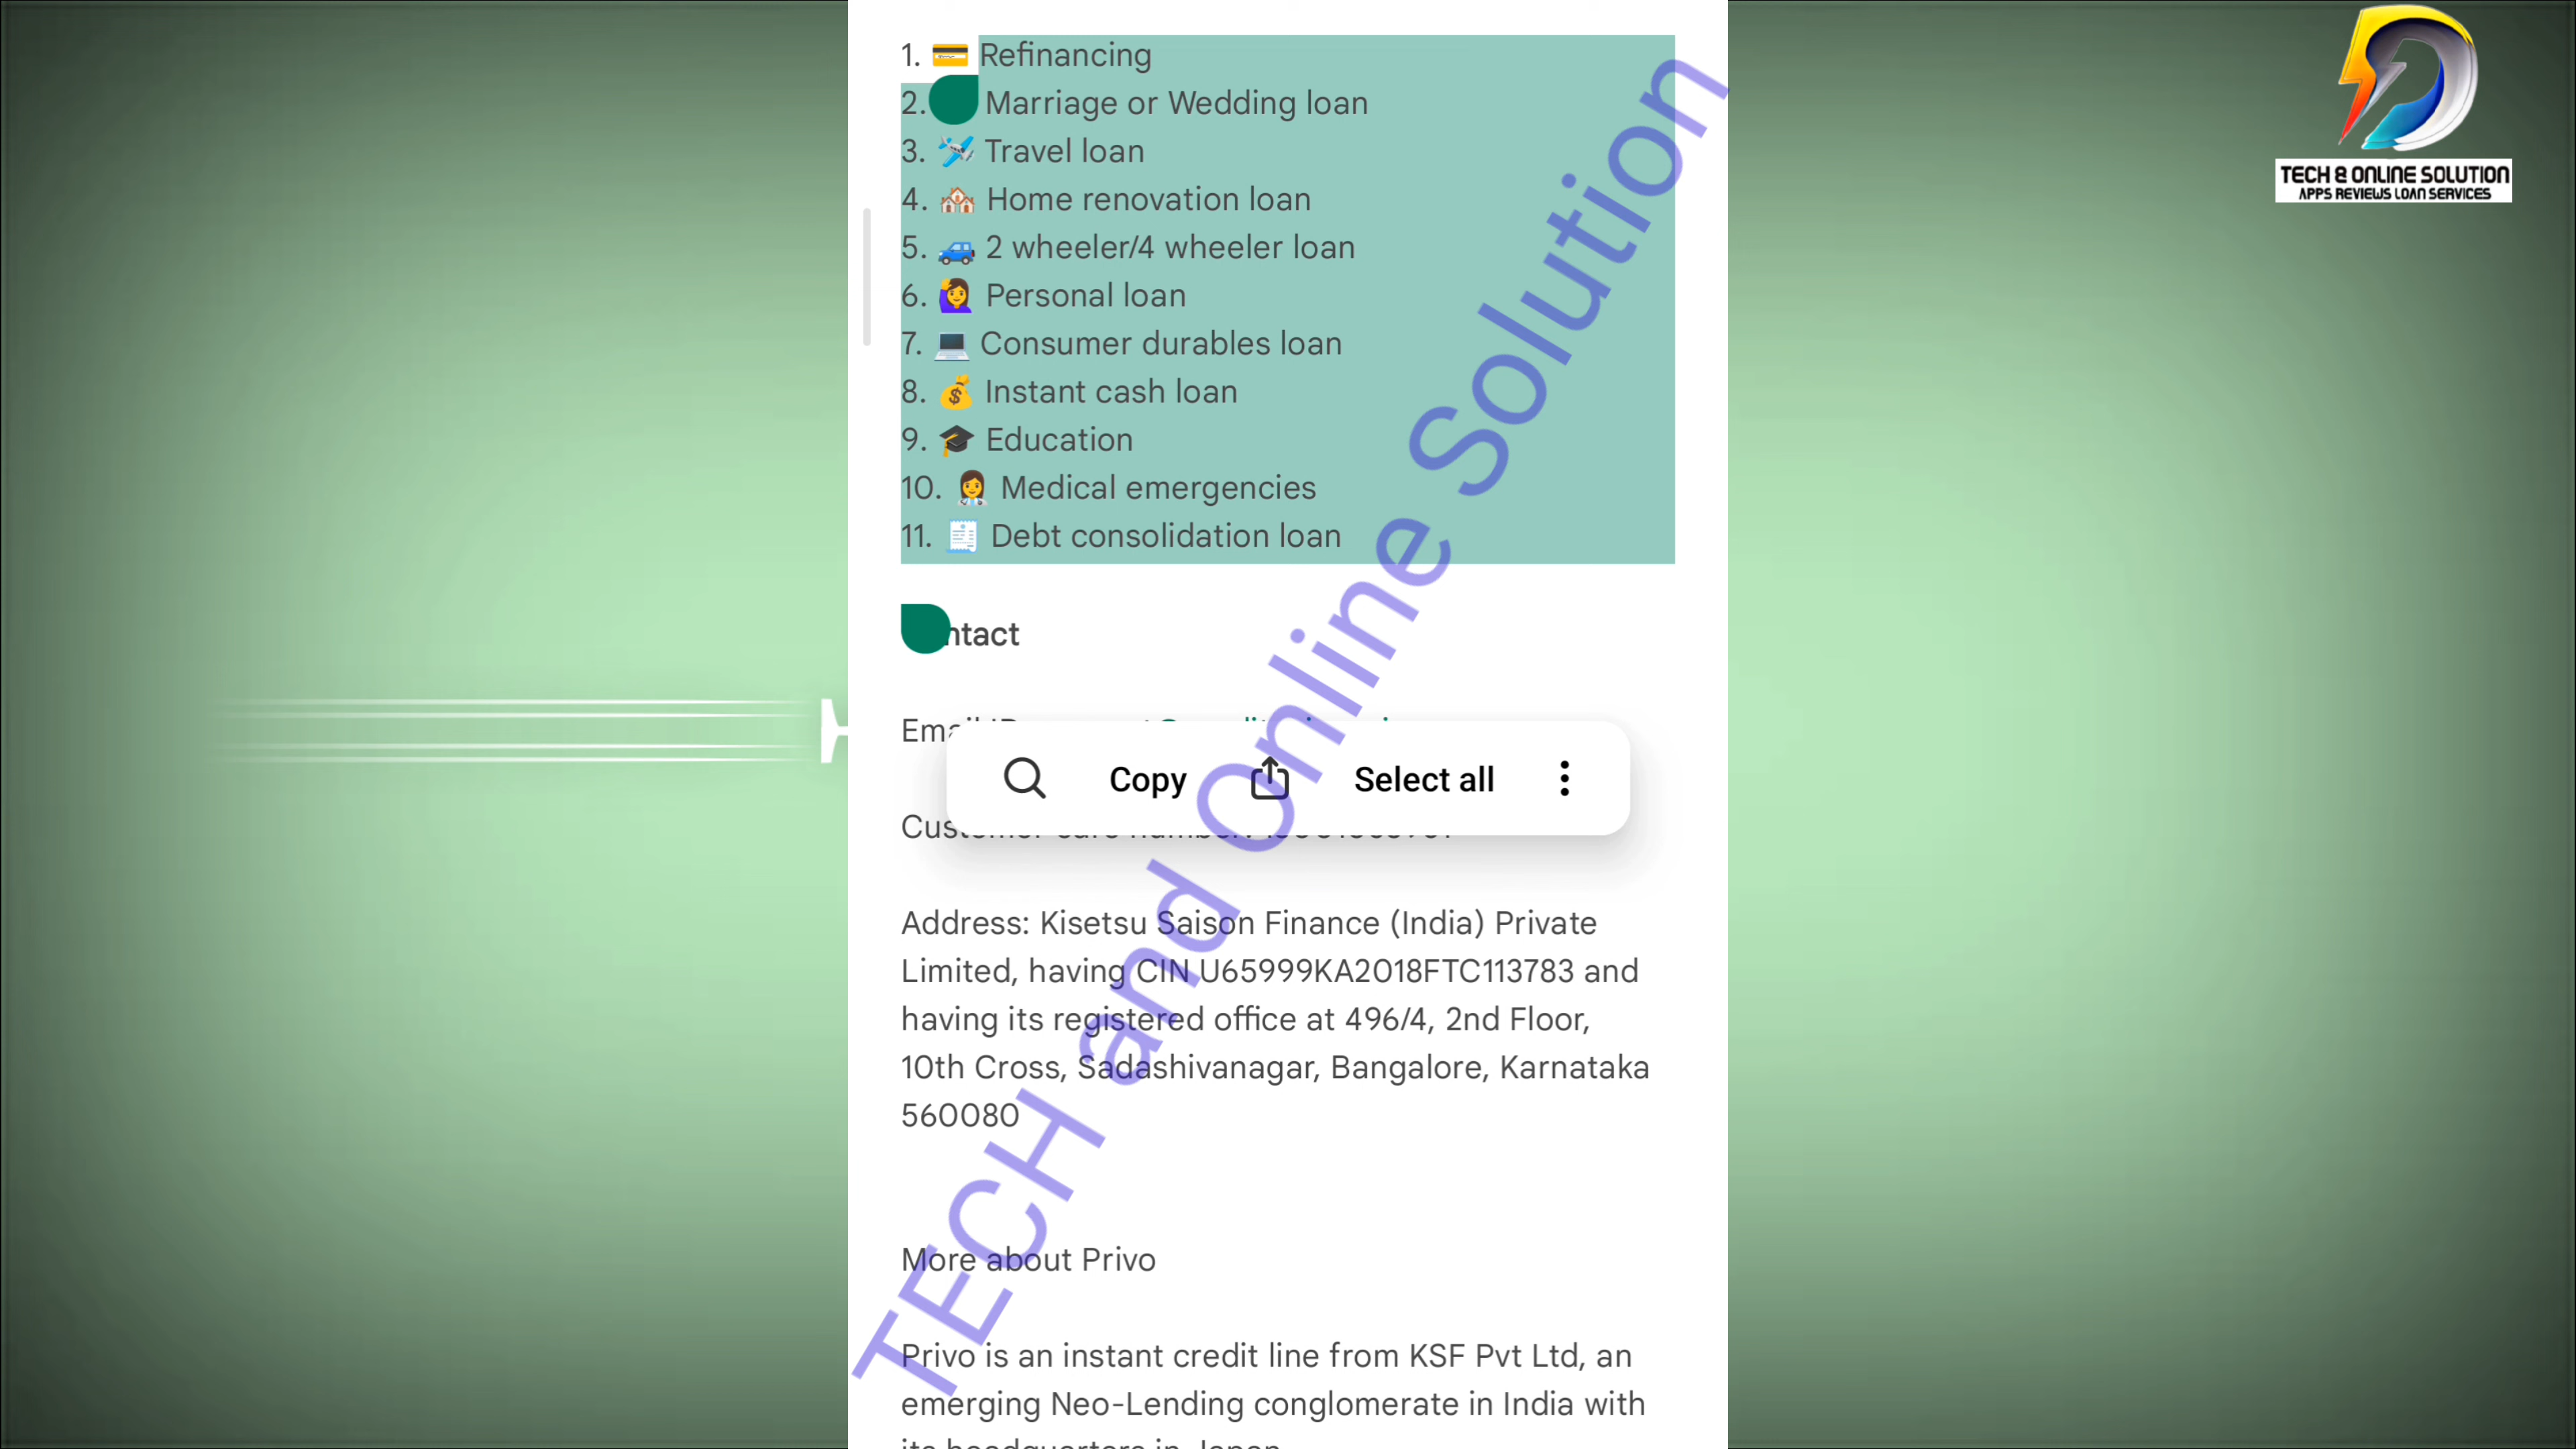 1. 💳 Refinancing
2. Marriage or Wedding loan
3. 🛩️ Travel loan
4. 🏘️ Home renovation loan
5. 🚙 2 wheeler/4 wheeler loan
6. 🙋‍♀️ Personal loan
7. 💻 Consumer durables loan
8. 💰 Instant cash loan
9. 🎓 Education
10. 👩‍⚕️ Medical emergencies
11. 🧾 Debt consolidation loan
ntact
Copy Select all
Address: Kisetsu Saison Finance (India) Private
Limited, having CIN U65999KA2018FTC113783 and
having its registered office at 496/4, 2nd Floor,
10th Cross, Sadashivanagar, Bangalore, Karnataka
560080
More about Privo
Privo is an instant credit line from KSF Pvt Ltd, an
emerging Neo-Lending conglomerate in India with
TECH and Online Solution
TECH & ONLINE SOLUTION
APPS REVIEWS LOAN SERVICES